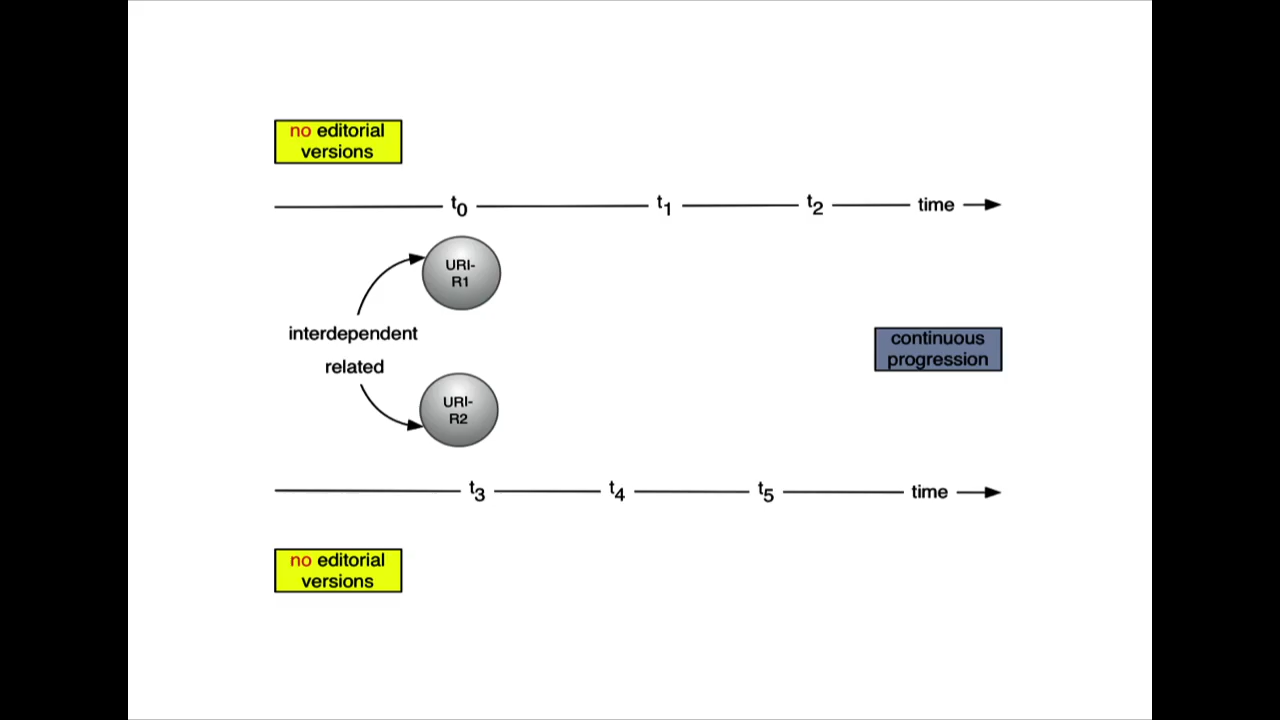 no editorial
versions
t0 t1 t2 time
URI-
R1
interdependent
related
continuous
progression
URI-
R2
t3 t4 t5 time
no editorial
versions